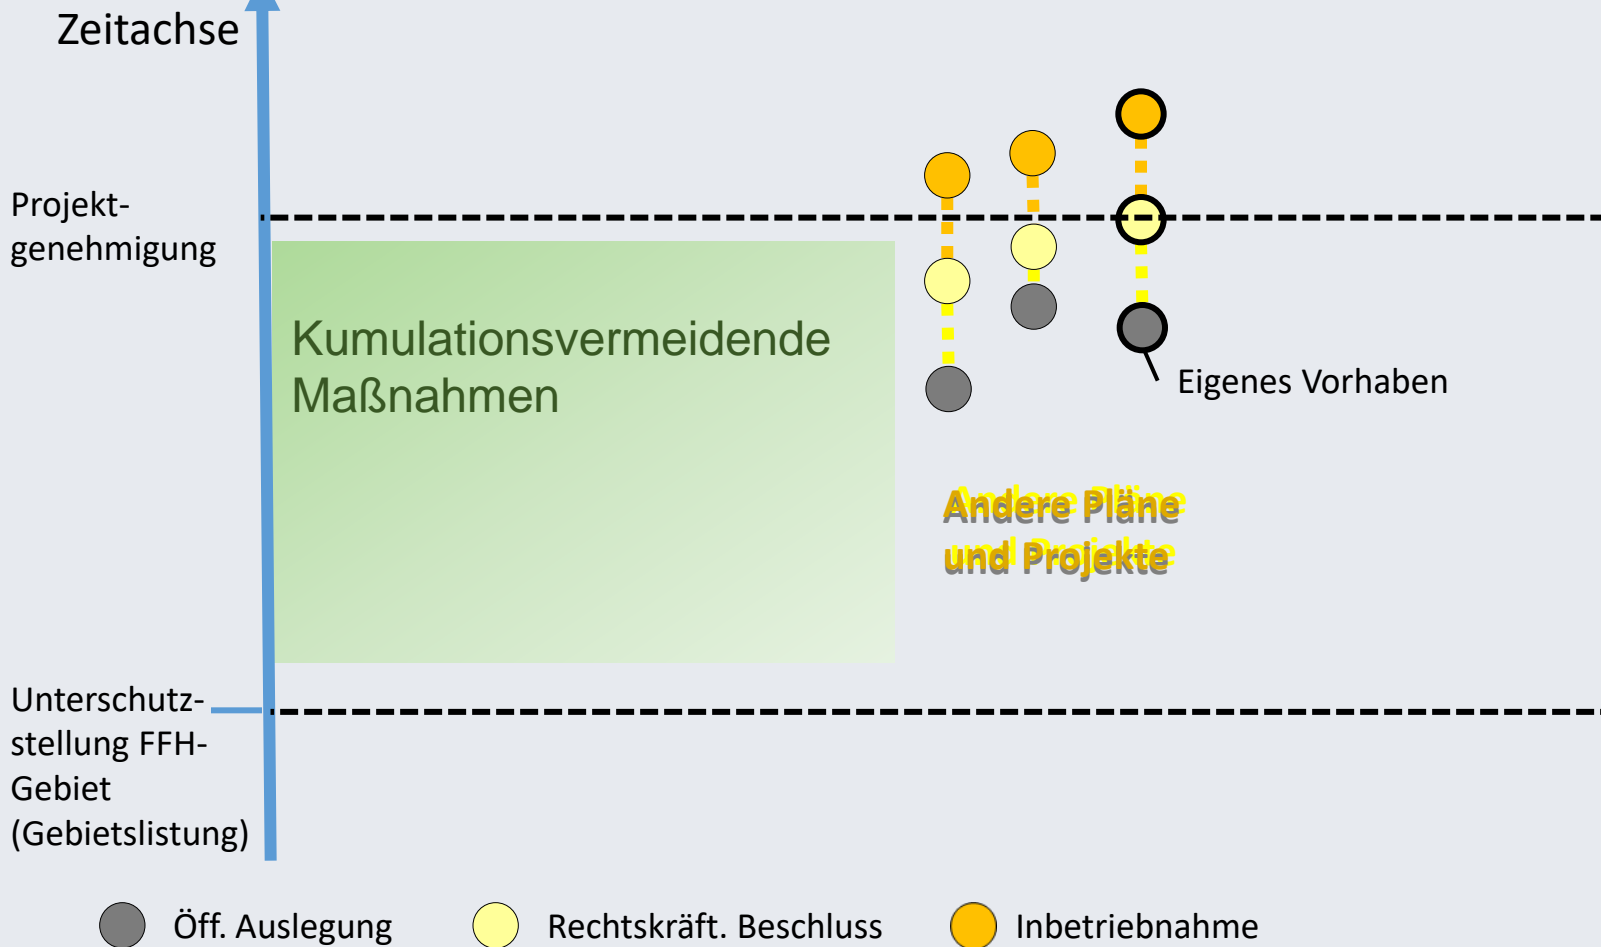 Zeitachse
Projekt-
genehmigung
Kumulationsvermeidende
Maßnahmen
Eigenes Vorhaben
Andere Pläne
und Projekte
Unterschutz-
stellung FFH-
Gebiet
(Gebietslistung)
Öff. Auslegung
Rechtskräft. Beschluss
Inbetriebnahme